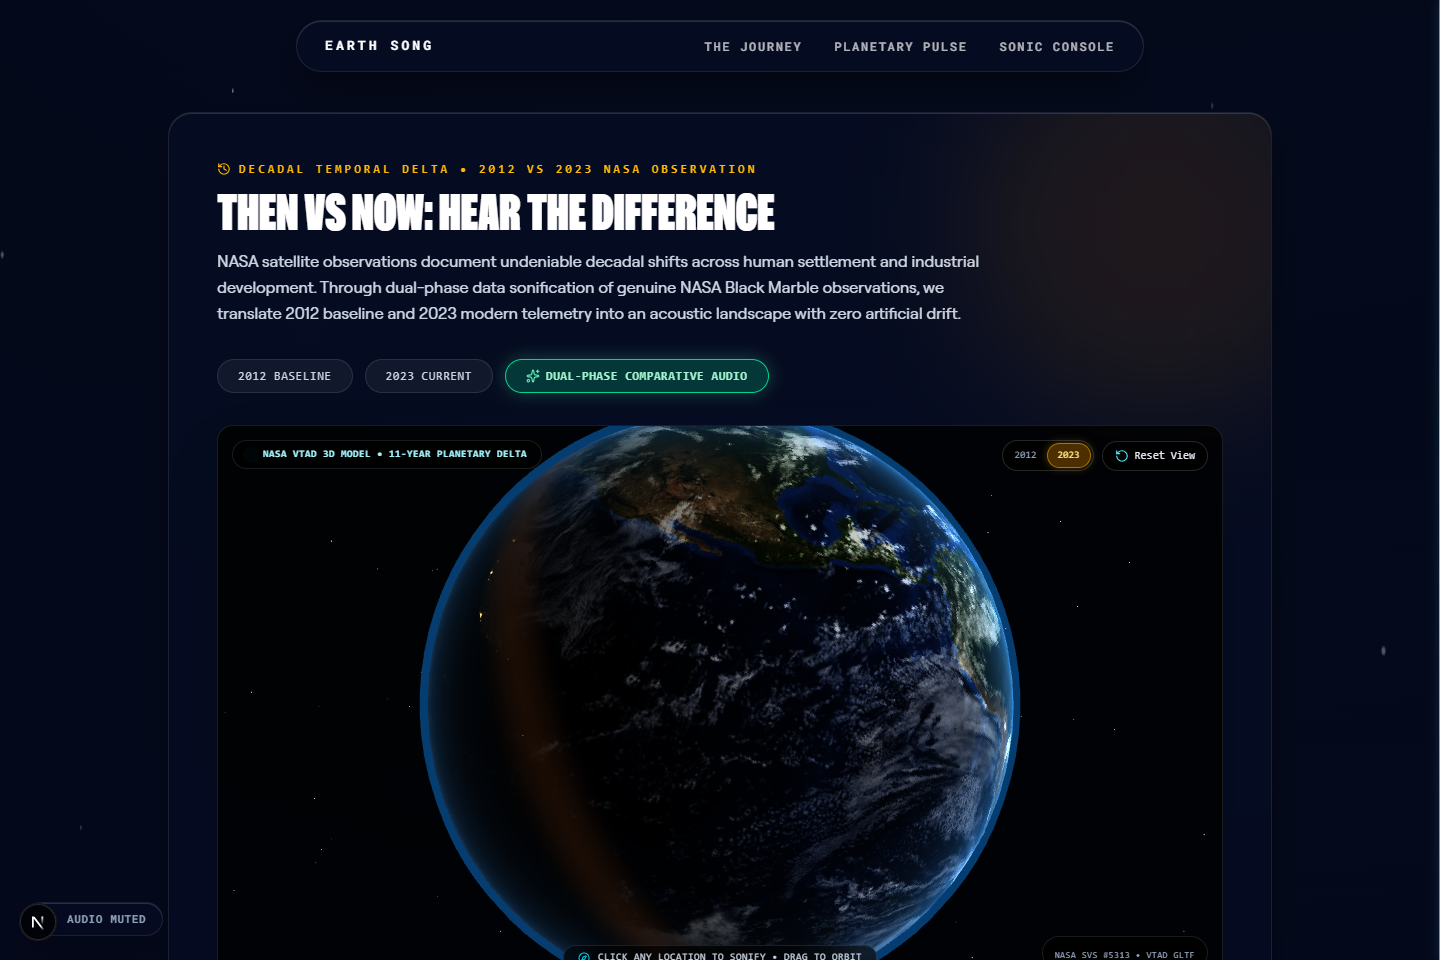 EARTH SONG
THE JOURNEY
PLANETARY PULSE
SONIC CONSOLE
DECADAL TEMPORAL DELTA • 2012 VS 2023 NASA OBSERVATION
THEN VS NOW: HEAR THE DIFFERENCE
NASA satellite observations document undeniable decadal shifts across human settlement and industrial
development. Through dual-phase data sonification of genuine NASA Black Marble observations, we
translate 2012 baseline and 2023 modern telemetry into an acoustic landscape with zero artificial drift.
2012 BASELINE
2023 CURRENT
DUAL-PHASE COMPARATIVE AUDIO
NASA VTAD 3D MODEL • 11-YEAR PLANETARY DELTA
2012
2023
Reset View
N
AUDIO MUTED
CLICK ANY LOCATION TO SONIFY • DRAG TO ORBIT
NASA SVS #5313 • VTAD GLTF